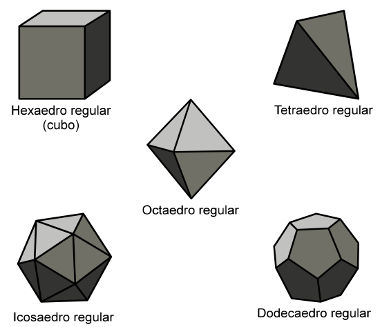 Hexaedro regular
(cubo)
Tetraedro regular
Octaedro regular
Icosaedro regular
Dodecaedro regular